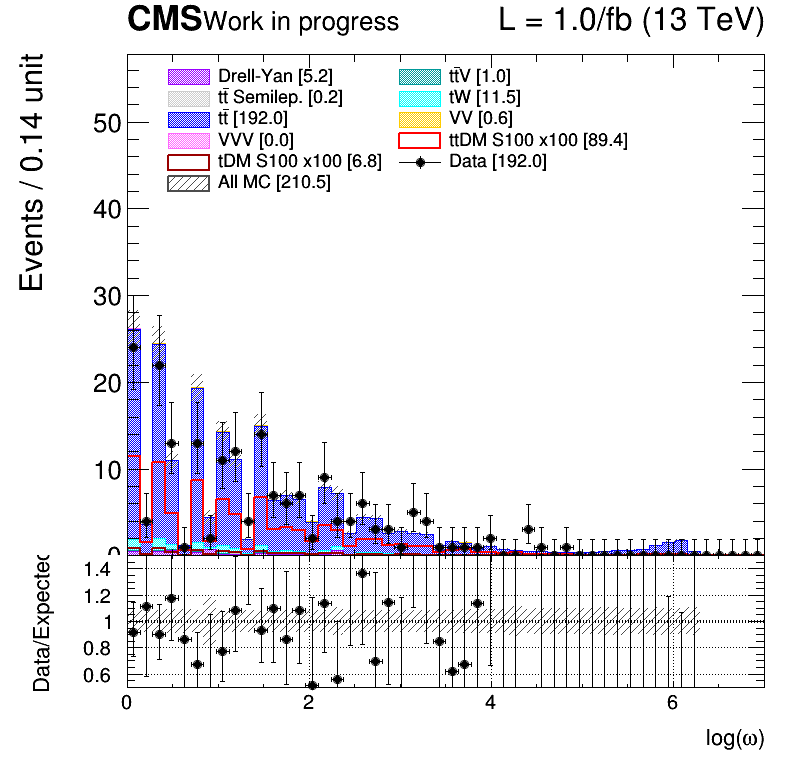 CMS Work in progress L = 1.0/fb (13 TeV)
Drell-Yan [5.2] tt̄V [1.0]
tt̄ Semilep. [0.2] tW [11.5]
tt̄ [192.0] VV [0.6]
VVV [0.0] ttDM S100 x100 [89.4]
tDM S100 x100 [6.8] Data [192.0]
All MC [210.5]
Events / 0.14 unit
50
40
30
20
10
0
Data/Expected
1.4
1.2
1
0.8
0.6
0 2 4 6
log(ω)